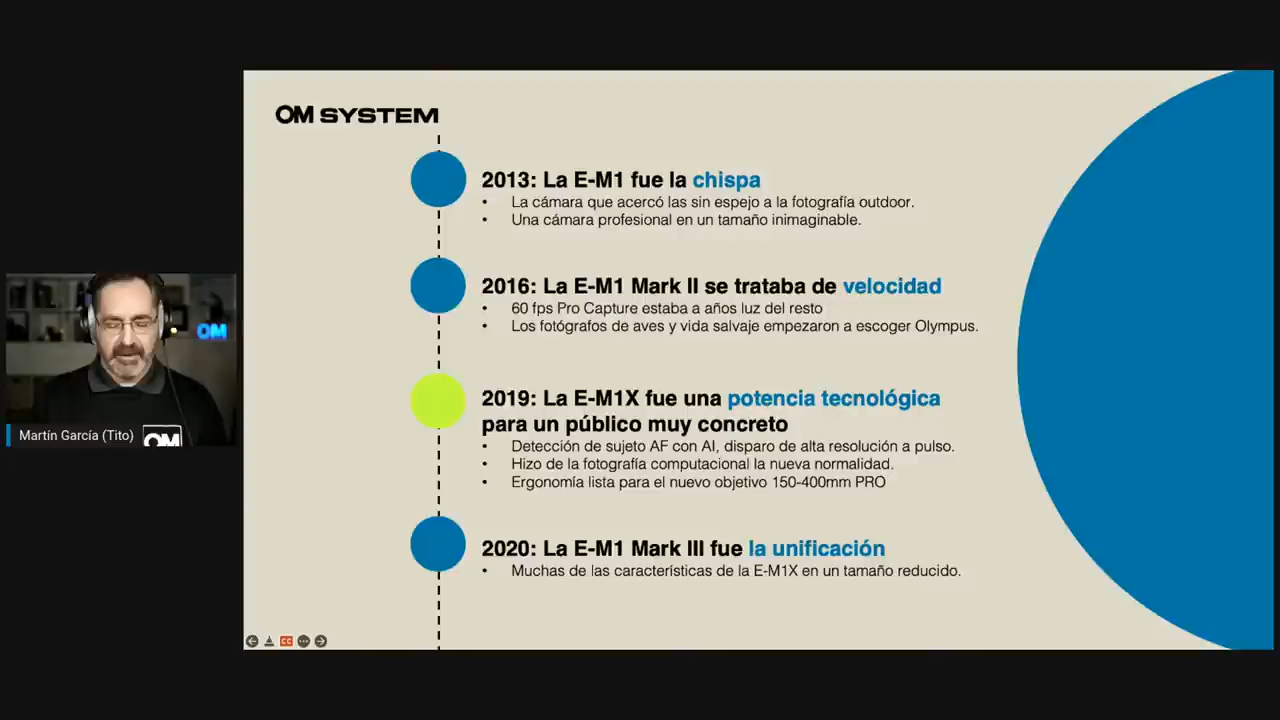 OM SYSTEM
2013: La E-M1 fue la chispa
• La cámara que acercó las sin espejo a la fotografía outdoor.
• Una cámara profesional en un tamaño inimaginable.
2016: La E-M1 Mark II se trataba de velocidad
• 60 fps Pro Capture estaba a años luz del resto
• Los fotógrafos de aves y vida salvaje empezaron a escoger Olympus.
2019: La E-M1X fue una potencia tecnológica
para un público muy concreto
• Detección de sujeto AF con AI, disparo de alta resolución a pulso.
• Hizo de la fotografía computacional la nueva normalidad.
• Ergonomía lista para el nuevo objetivo 150-400mm PRO
2020: La E-M1 Mark III fue la unificación
• Muchas de las características de la E-M1X en un tamaño reducido.
OM
Martín García (Tito)
OM
CC